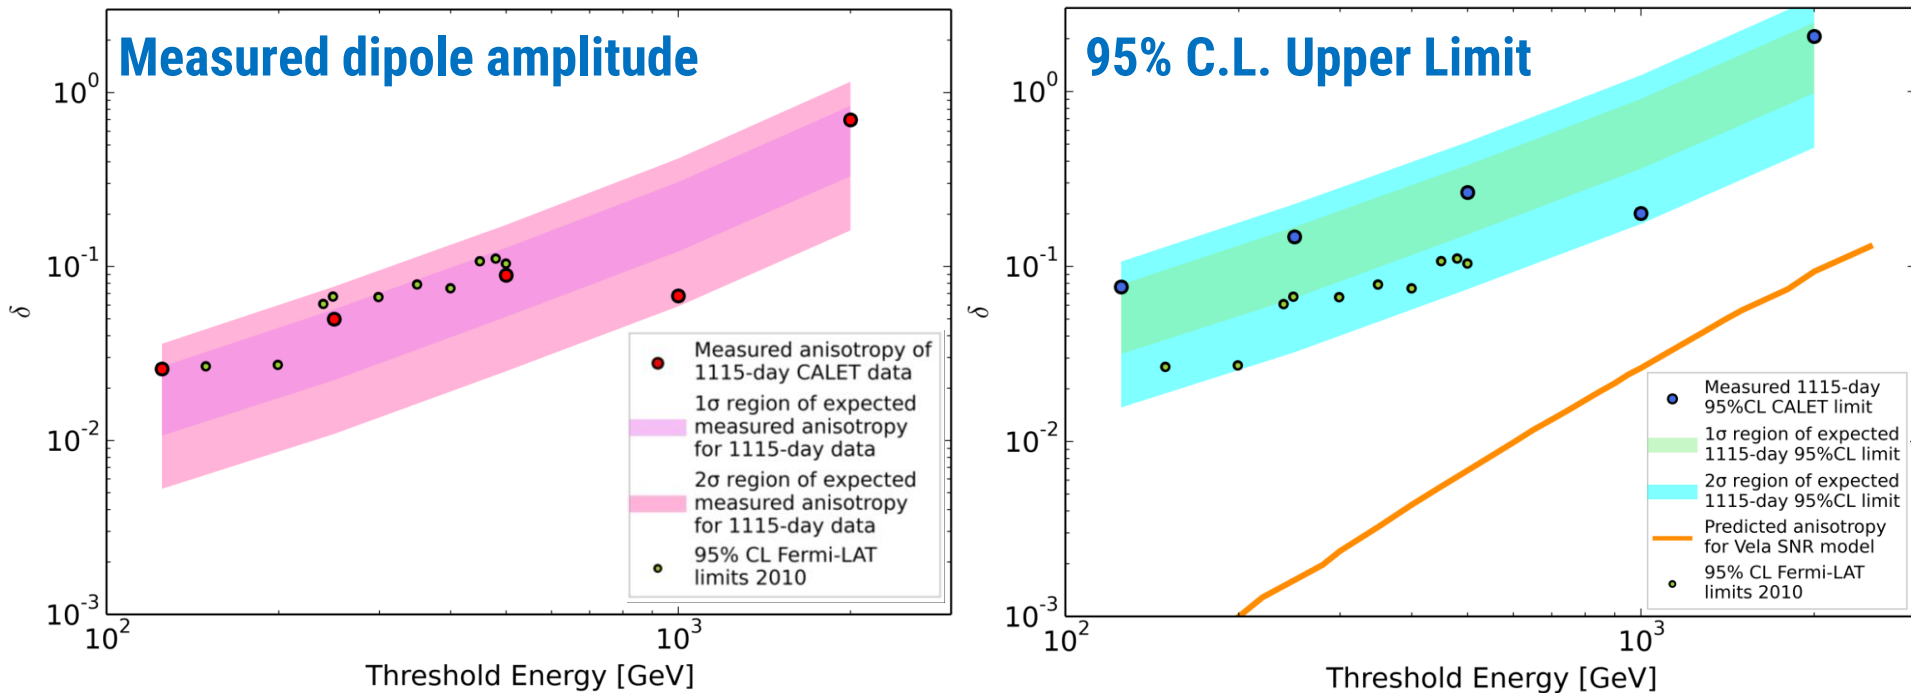 Measured dipole amplitude
10^0
10^-1
10^-2
10^-3
δ
10^2
10^3
Threshold Energy [GeV]
Measured anisotropy of
1115-day CALET data
1σ region of expected
measured anisotropy
for 1115-day data
2σ region of expected
measured anisotropy
for 1115-day data
95% CL Fermi-LAT
limits 2010
95% C.L. Upper Limit
10^0
10^-1
10^-2
10^-3
δ
10^2
10^3
Threshold Energy [GeV]
Measured 1115-day
95%CL CALET limit
1σ region of expected
1115-day 95%CL limit
2σ region of expected
1115-day 95%CL limit
Predicted anisotropy
for Vela SNR model
95% CL Fermi-LAT
limits 2010